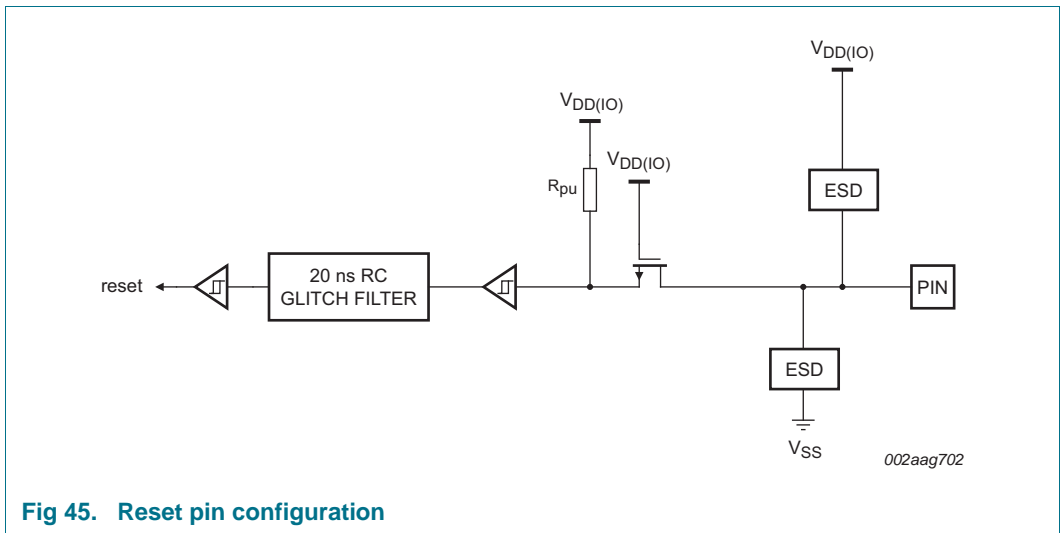 VDD(IO)
VDD(IO)
VDD(IO)
Rpu
ESD
reset
20 ns RC
GLITCH FILTER
PIN
ESD
VSS
002aag702
Fig 45. Reset pin configuration